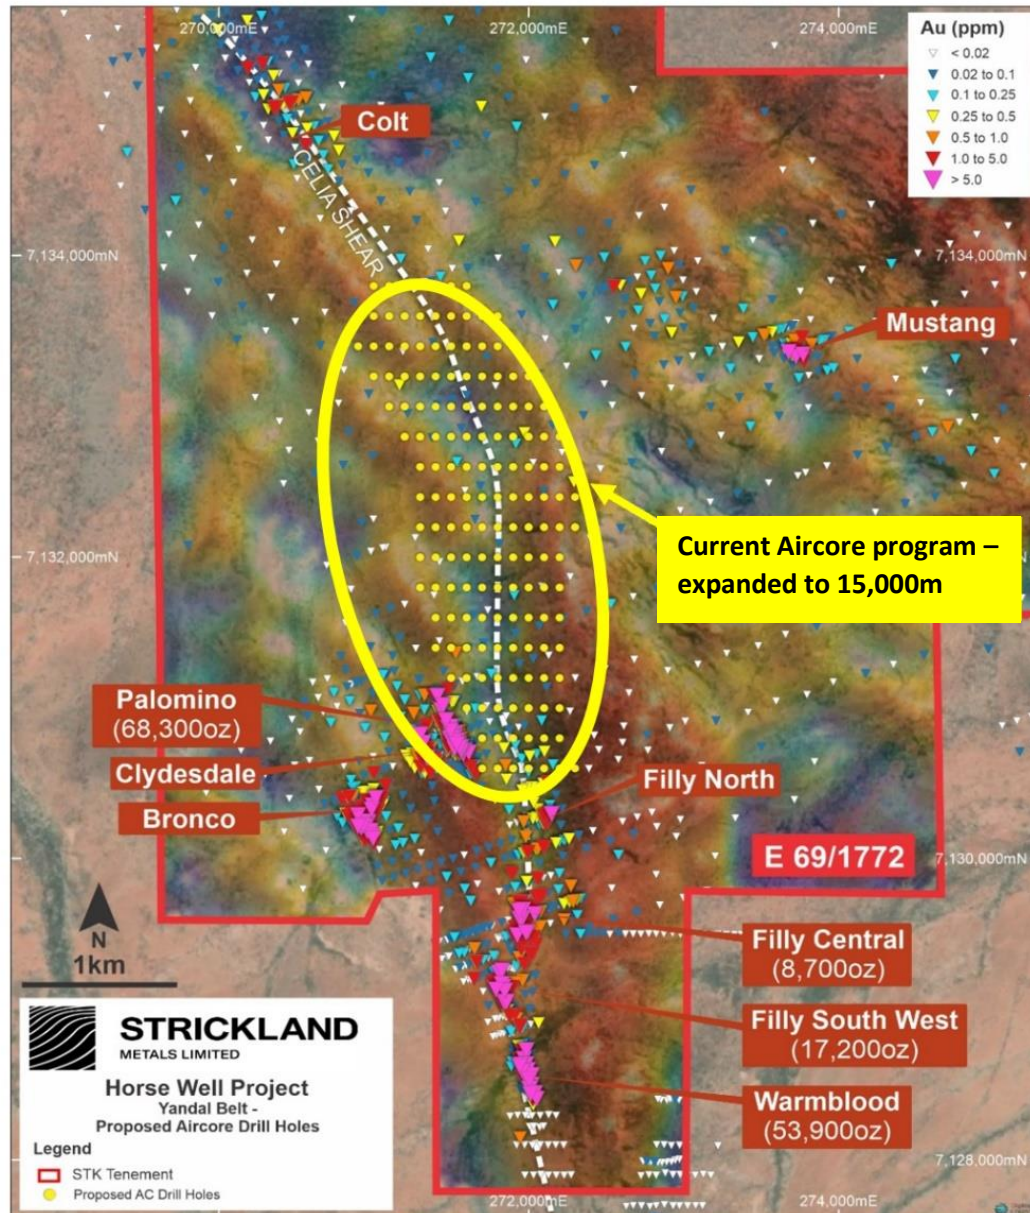 270,000mE
272,000mE
274,000mE
Au (ppm)
< 0.02
0.02 to 0.1
0.1 to 0.25
0.25 to 0.5
0.5 to 1.0
1.0 to 5.0
> 5.0
Colt
CELIA SHEAR
7,134,000mN
7,134,000mN
Mustang
7,132,000mN
Current Aircore program –
expanded to 15,000m
Palomino
(68,300oz)
Clydesdale
Bronco
Filly North
E 69/1772
7,130,000mN
N
1km
Filly Central
(8,700oz)
Filly South West
(17,200oz)
Warmblood
(53,900oz)
STRICKLAND
METALS LIMITED
Horse Well Project
Yandal Belt -
Proposed Aircore Drill Holes
Legend
STK Tenement
Proposed AC Drill Holes
7,128,000mN
272,000mE
274,000mE